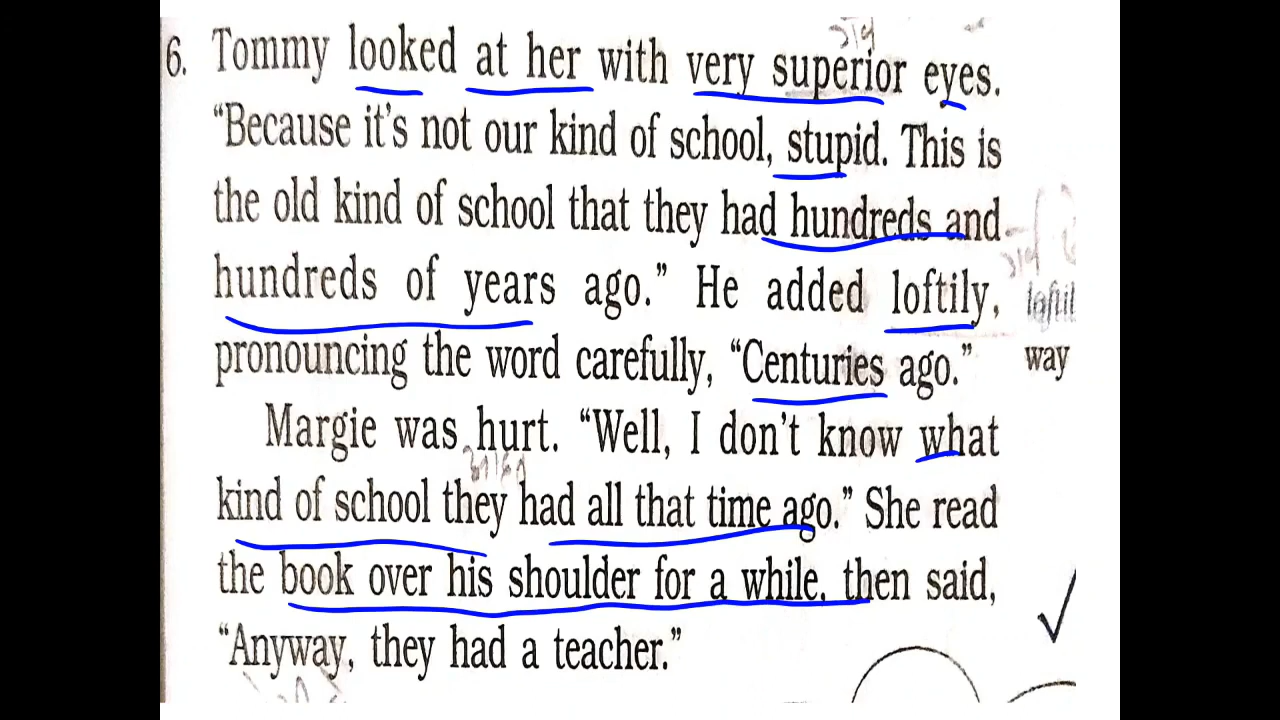 6. Tommy looked at her with very superior eyes.
“Because it’s not our kind of school, stupid. This is
the old kind of school that they had hundreds and
hundreds of years ago.” He added loftily,
pronouncing the word carefully, “Centuries ago.”
Margie was hurt. “Well, I don’t know what
kind of school they had all that time ago.” She read
the book over his shoulder for a while, then said,
“Anyway, they had a teacher.”
way